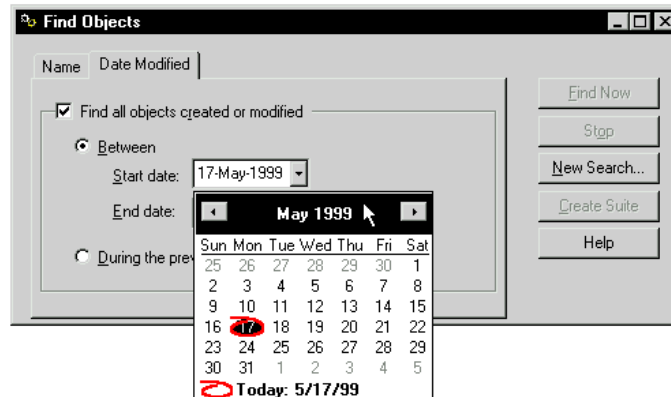 Find Objects
Name Date Modified
Find all objects created or modified
Between
Start date: 17-May-1999
End date:
During the prev
Find Now
Stop
New Search...
Create Suite
Help
May 1999
Sun Mon Tue Wed Thu Fri Sat
25 26 27 28 29 30 1
2 3 4 5 6 7 8
9 10 11 12 13 14 15
16 17 18 19 20 21 22
23 24 25 26 27 28 29
30 31 1 2 3 4 5
Today: 5/17/99